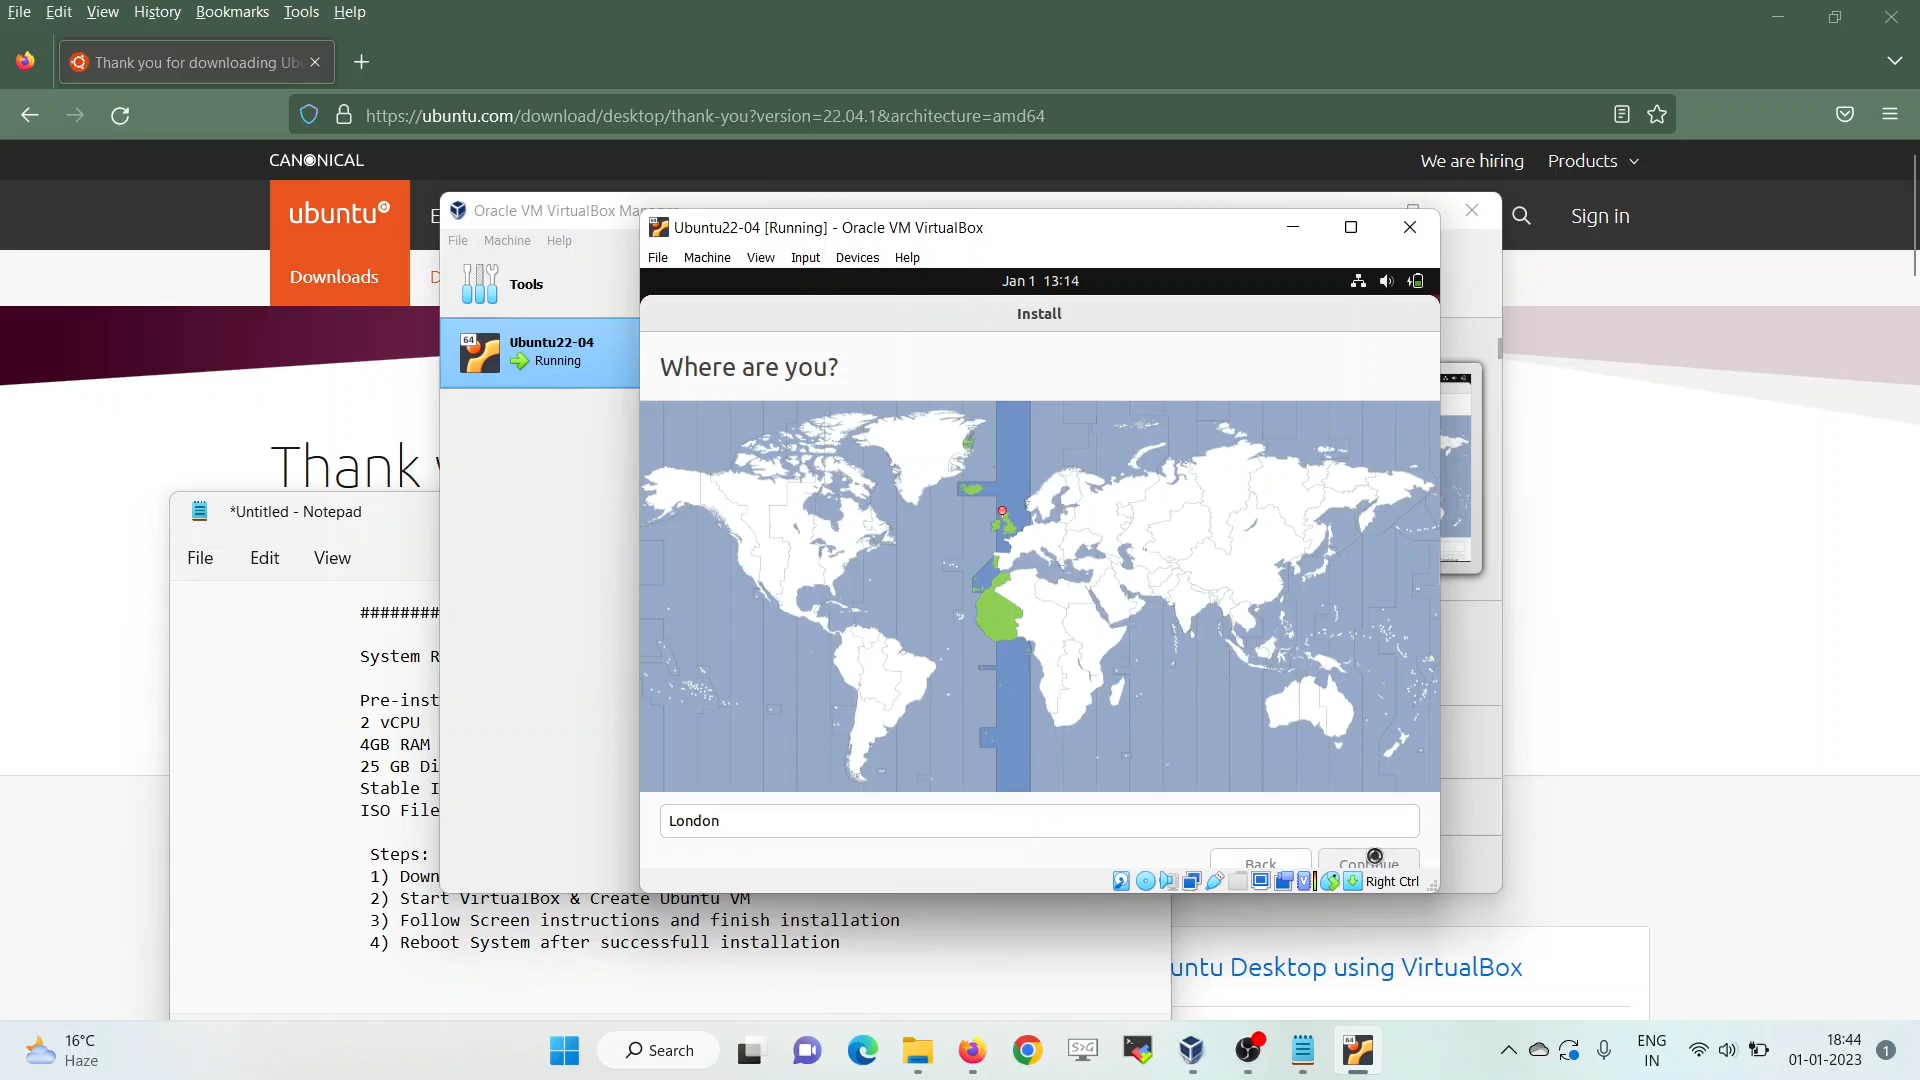 File Edit View History Bookmarks Tools Help
Thank you for downloading Ub
https://ubuntu.com/download/desktop/thank-you?version=22.04.1&architecture=amd64
CANONICAL
We are hiring Products
ubuntu
E
Sign in
Downloads
D
Oracle VM VirtualBox Man
File Machine Help
Tools
64
Ubuntu22-04
Running
Ubuntu22-04 [Running] - Oracle VM VirtualBox
File Machine View Input Devices Help
Jan 1 13:14
Install
Where are you?
London
Back
Continue
Right Ctrl
Thank
*Untitled - Notepad
File Edit View
#########
System R
Pre-inst
2 vCPU
4GB RAM
25 GB Di
Stable I
ISO File
Steps:
1) Down
2) Start VirtualBox & Create Ubuntu VM
3) Follow Screen instructions and finish installation
4) Reboot System after successfull installation
untu Desktop using VirtualBox
16°C
Haze
Search
ENG
IN
18:44
01-01-2023
1